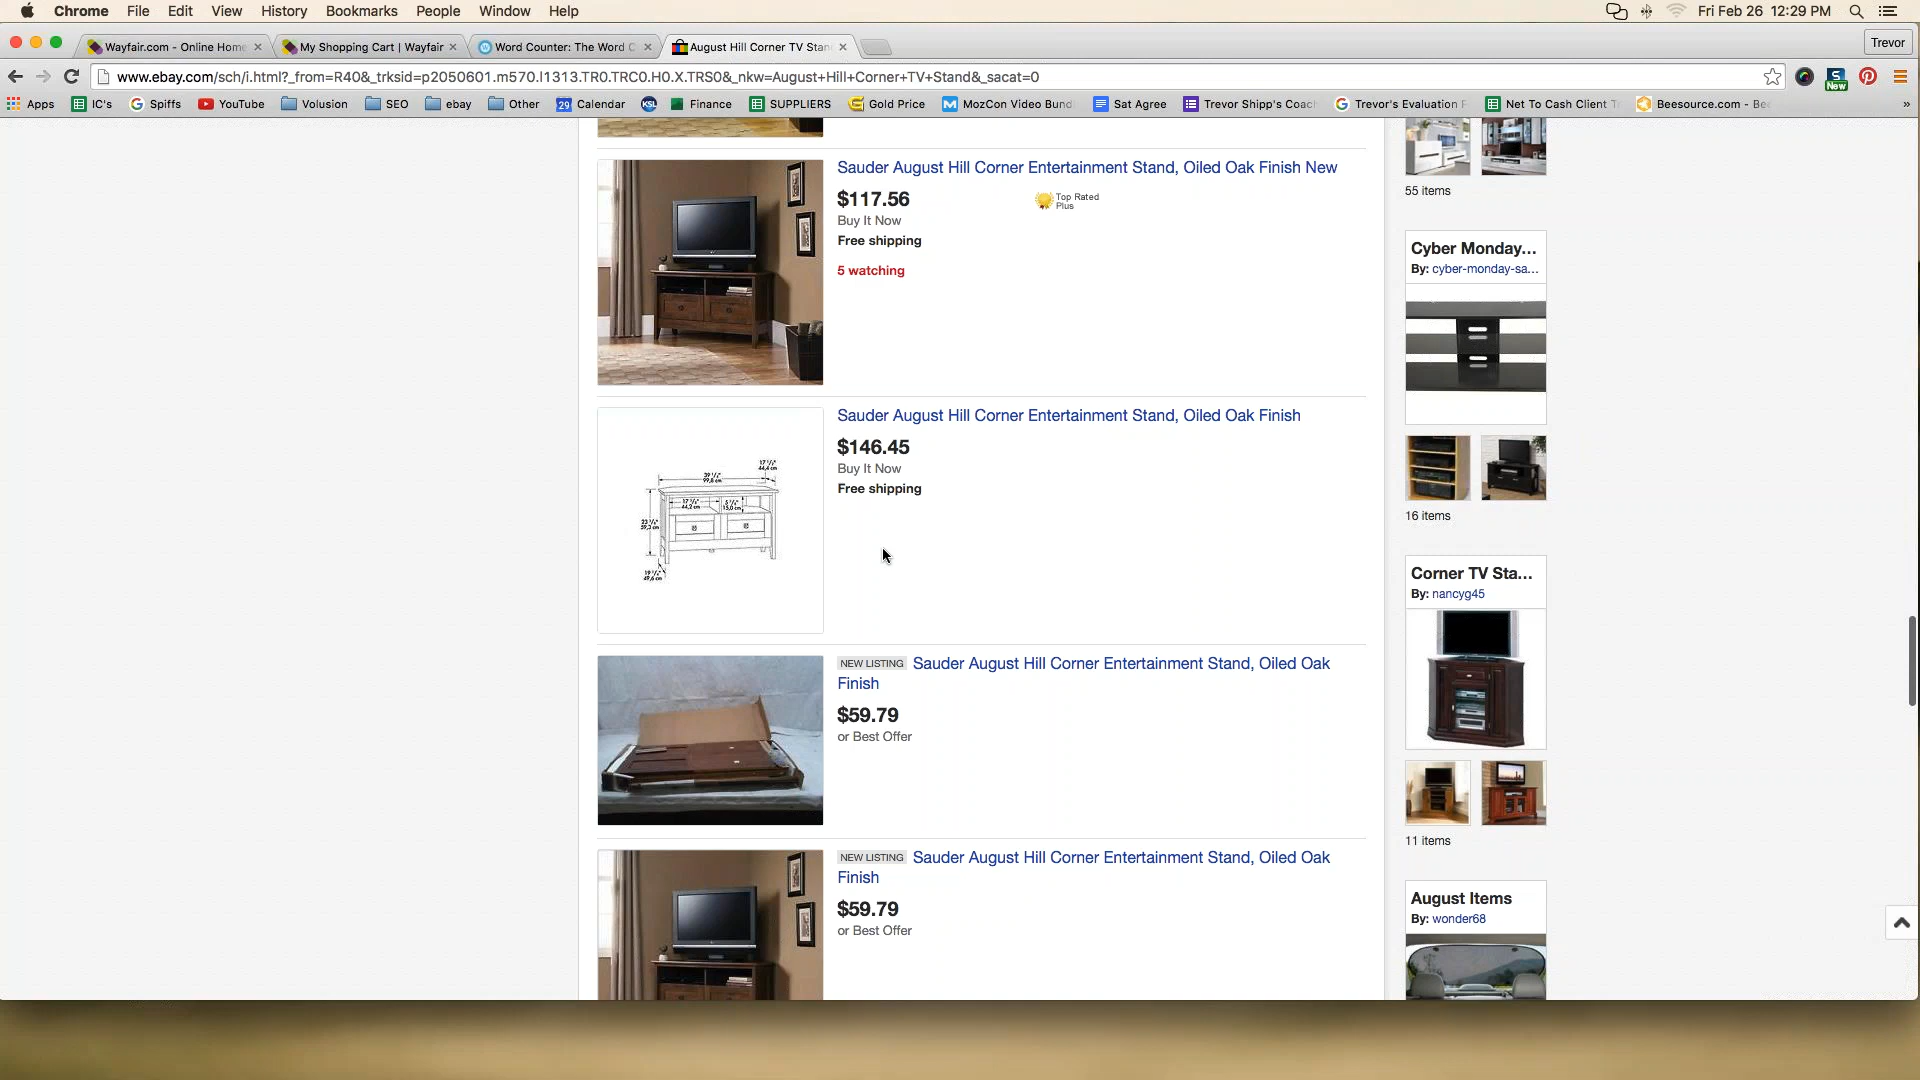 Chrome File Edit View History Bookmarks People Window Help Fri Feb 26 12:29 PM
Wayfair.com - Online Home My Shopping Cart | Wayfair Word Counter: The Word C August Hill Corner TV Stan Trevor
www.ebay.com/sch/i.html?_from=R40&_trksid=p2050601.m570.l1313.TR0.TRC0.H0.X.TRS0&_nkw=August+Hill+Corner+TV+Stand&_sacat=0
New
Apps IC's Spiffs YouTube Volusion SEO ebay Other 29 Calendar KSL Finance SUPPLIERS Gold Price MozCon Video Bund Sat Agree Trevor Shipp's Coac Trevor's Evaluation F Net To Cash Client T Beesource.com - Bee »
Sauder August Hill Corner Entertainment Stand, Oiled Oak Finish New
$117.56
Top Rated
Plus
Buy It Now
Free shipping
5 watching
Sauder August Hill Corner Entertainment Stand, Oiled Oak Finish
$146.45
Buy It Now
Free shipping
NEW LISTING Sauder August Hill Corner Entertainment Stand, Oiled Oak
Finish
$59.79
or Best Offer
NEW LISTING Sauder August Hill Corner Entertainment Stand, Oiled Oak
Finish
$59.79
or Best Offer
55 items
Cyber Monday...
By: cyber-monday-sa...
16 items
Corner TV Sta...
By: nancyg45
11 items
August Items
By: wonder68